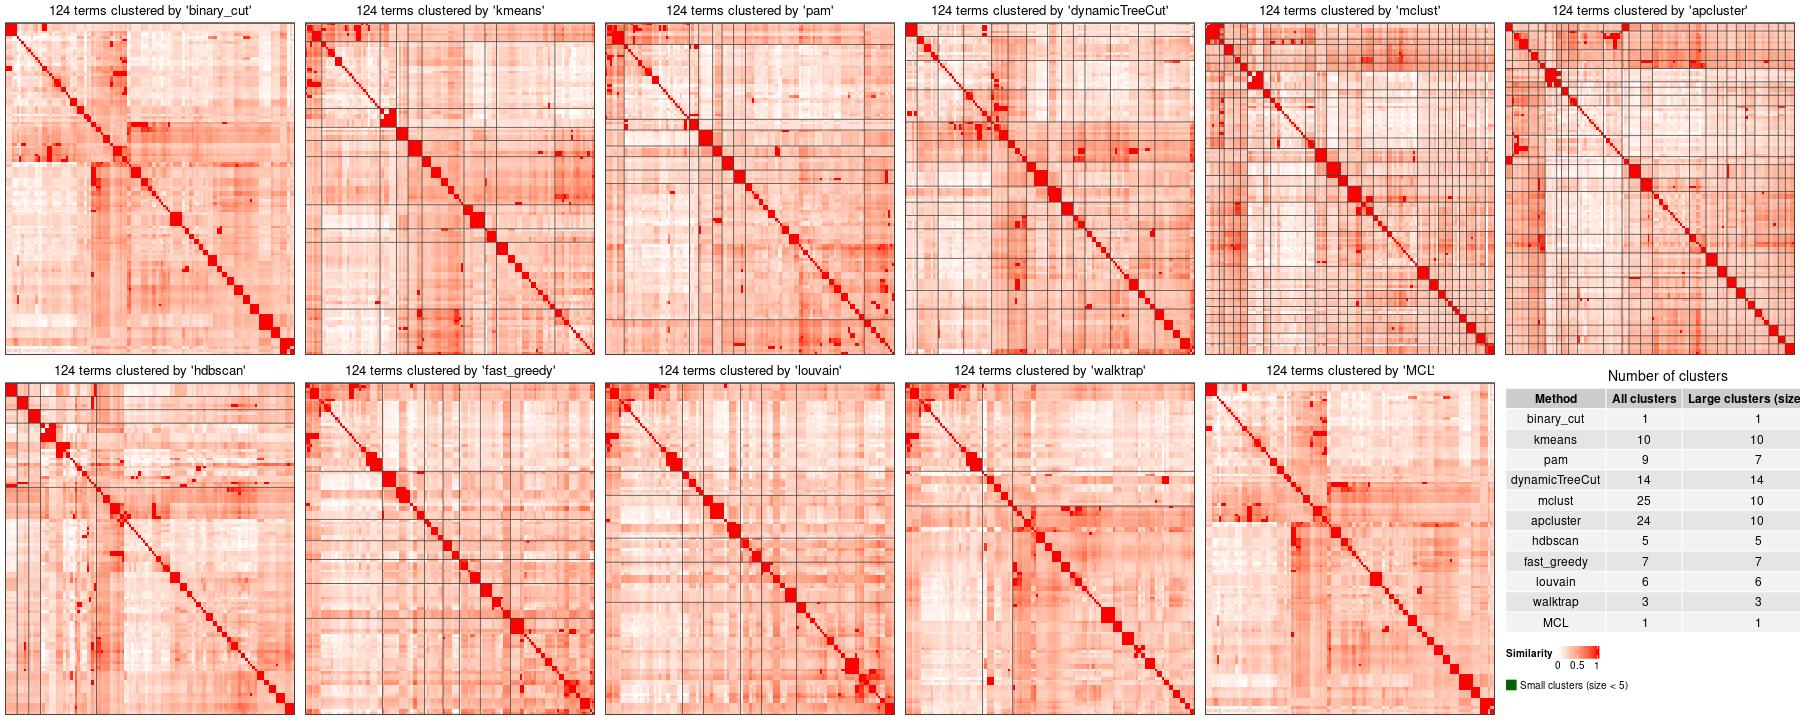 124 terms clustered by 'binary_cut'
124 terms clustered by 'kmeans'
124 terms clustered by 'pam'
124 terms clustered by 'dynamicTreeCut'
124 terms clustered by 'mclust'
124 terms clustered by 'apcluster'
124 terms clustered by 'hdbscan'
124 terms clustered by 'fast_greedy'
124 terms clustered by 'louvain'
124 terms clustered by 'walktrap'
124 terms clustered by 'MCL'
Number of clusters
Method All clusters Large clusters (size
binary_cut 1 1
kmeans 10 10
pam 9 7
dynamicTreeCut 14 14
mclust 25 10
apcluster 24 10
hdbscan 5 5
fast_greedy 7 7
louvain 6 6
walktrap 3 3
MCL 1 1
Similarity
0 0.5 1
Small clusters (size < 5)